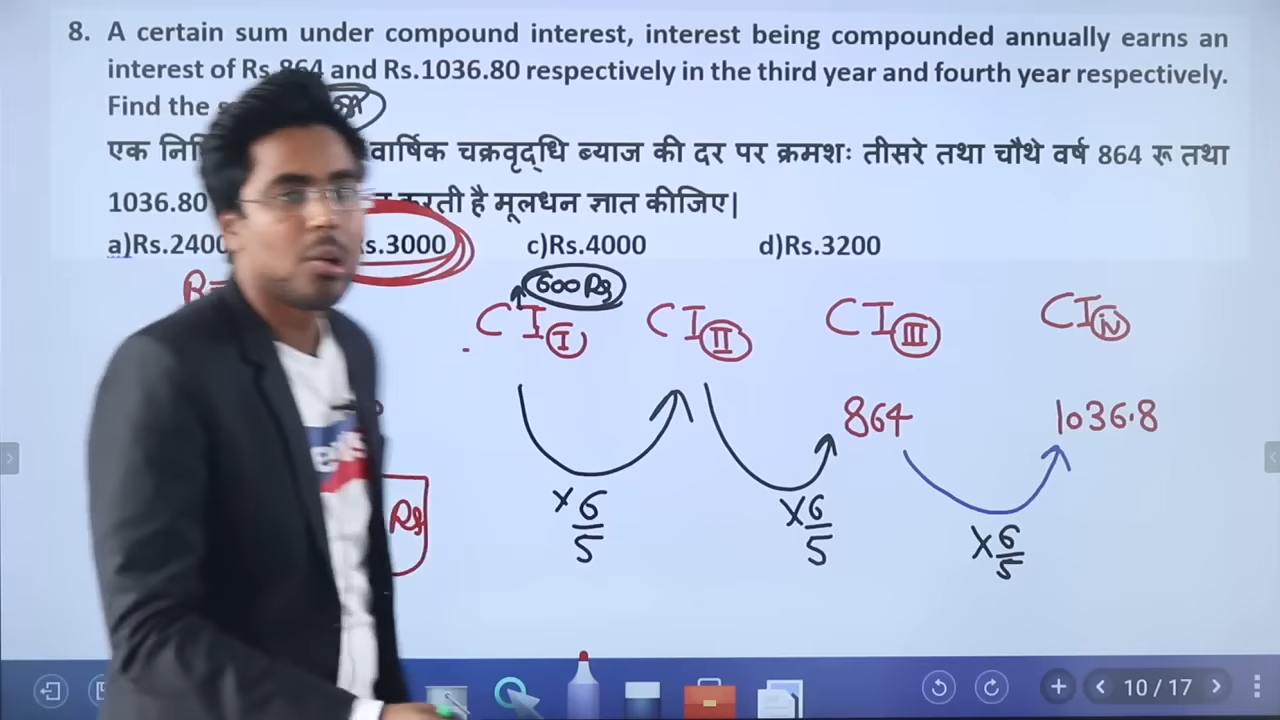 8. A certain sum under compound interest, interest being compounded annually earns an
interest of Rs.864 and Rs.1036.80 respectively in the third year and fourth year respectively.
Find the
एक वार्षिक चक्रवृद्धि ब्याज की दर पर क्रमशः तीसरे तथा चौथे वर्ष 864 रू तथा
1036.80 करती है मूलधन ज्ञात कीजिए|
a)Rs.2400 Rs.3000 c)Rs.4000 d)Rs.3200
R=
600 Rs
CI I CI II CI III CI IV
864 1036.8
Rs
×6/5 ×6/5 ×6/5
10 / 17